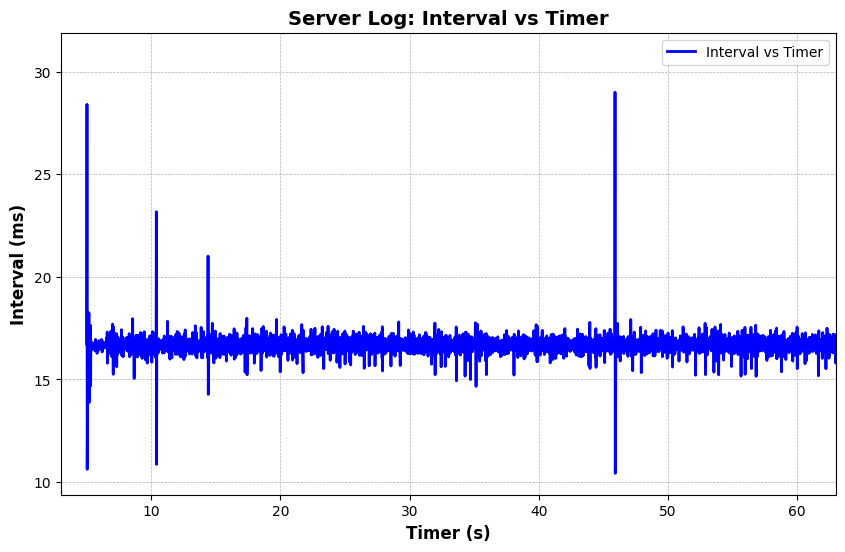 Server Log: Interval vs Timer
Interval vs Timer
Interval (ms)
30
25
20
15
10
10 20 30 40 50 60
Timer (s)